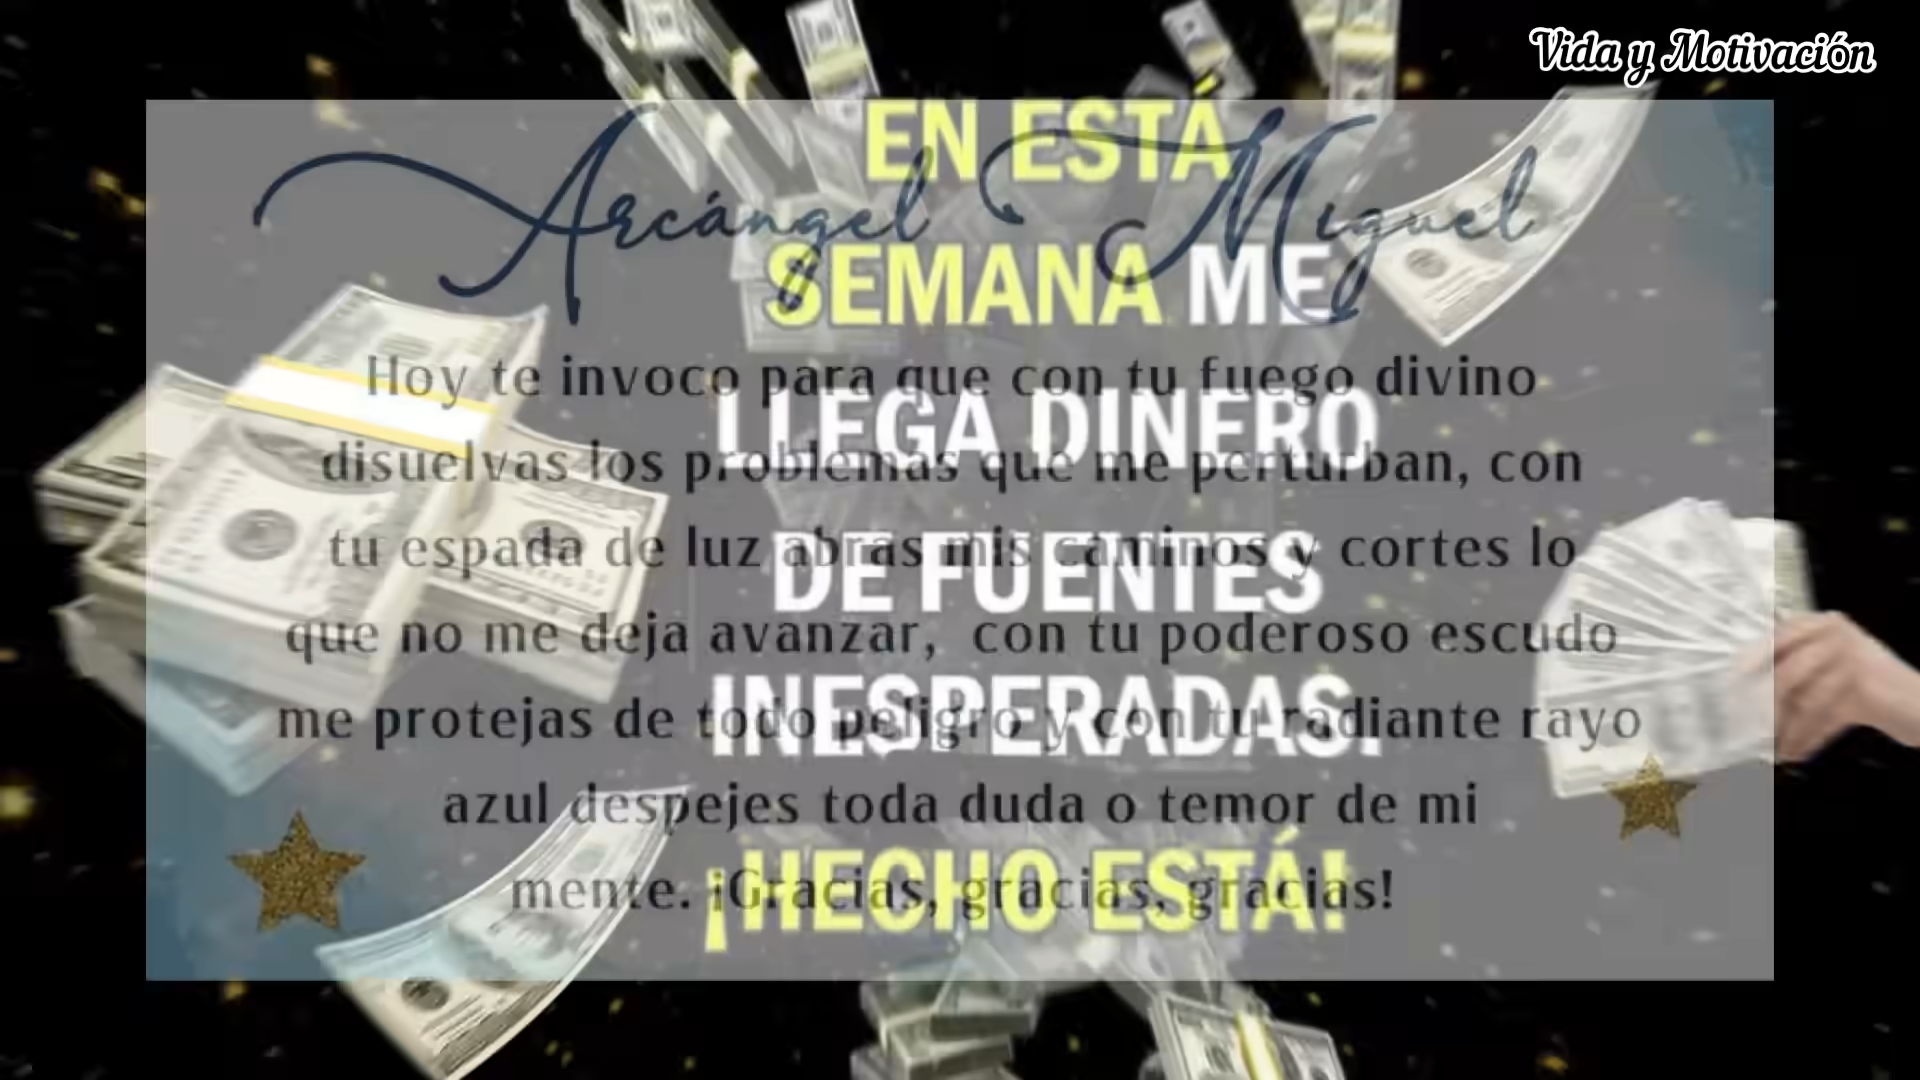 Vida y Motivación
EN ESTÁ
SEMANA ME
LLEGA DINERO
DE FUENTES
INESPERADAS.
¡HECHO ESTÁ!
Arcángel Miguel
Hoy te invoco para que con tu fuego divino
disuelvas los problemas que me perturban, con
tu espada de luz abras mis caminos y cortes lo
que no me deja avanzar, con tu poderoso escudo
me protejas de todo peligro y con tu radiante rayo
azul despejes toda duda o temor de mi
mente. ¡Gracias, gracias, gracias!